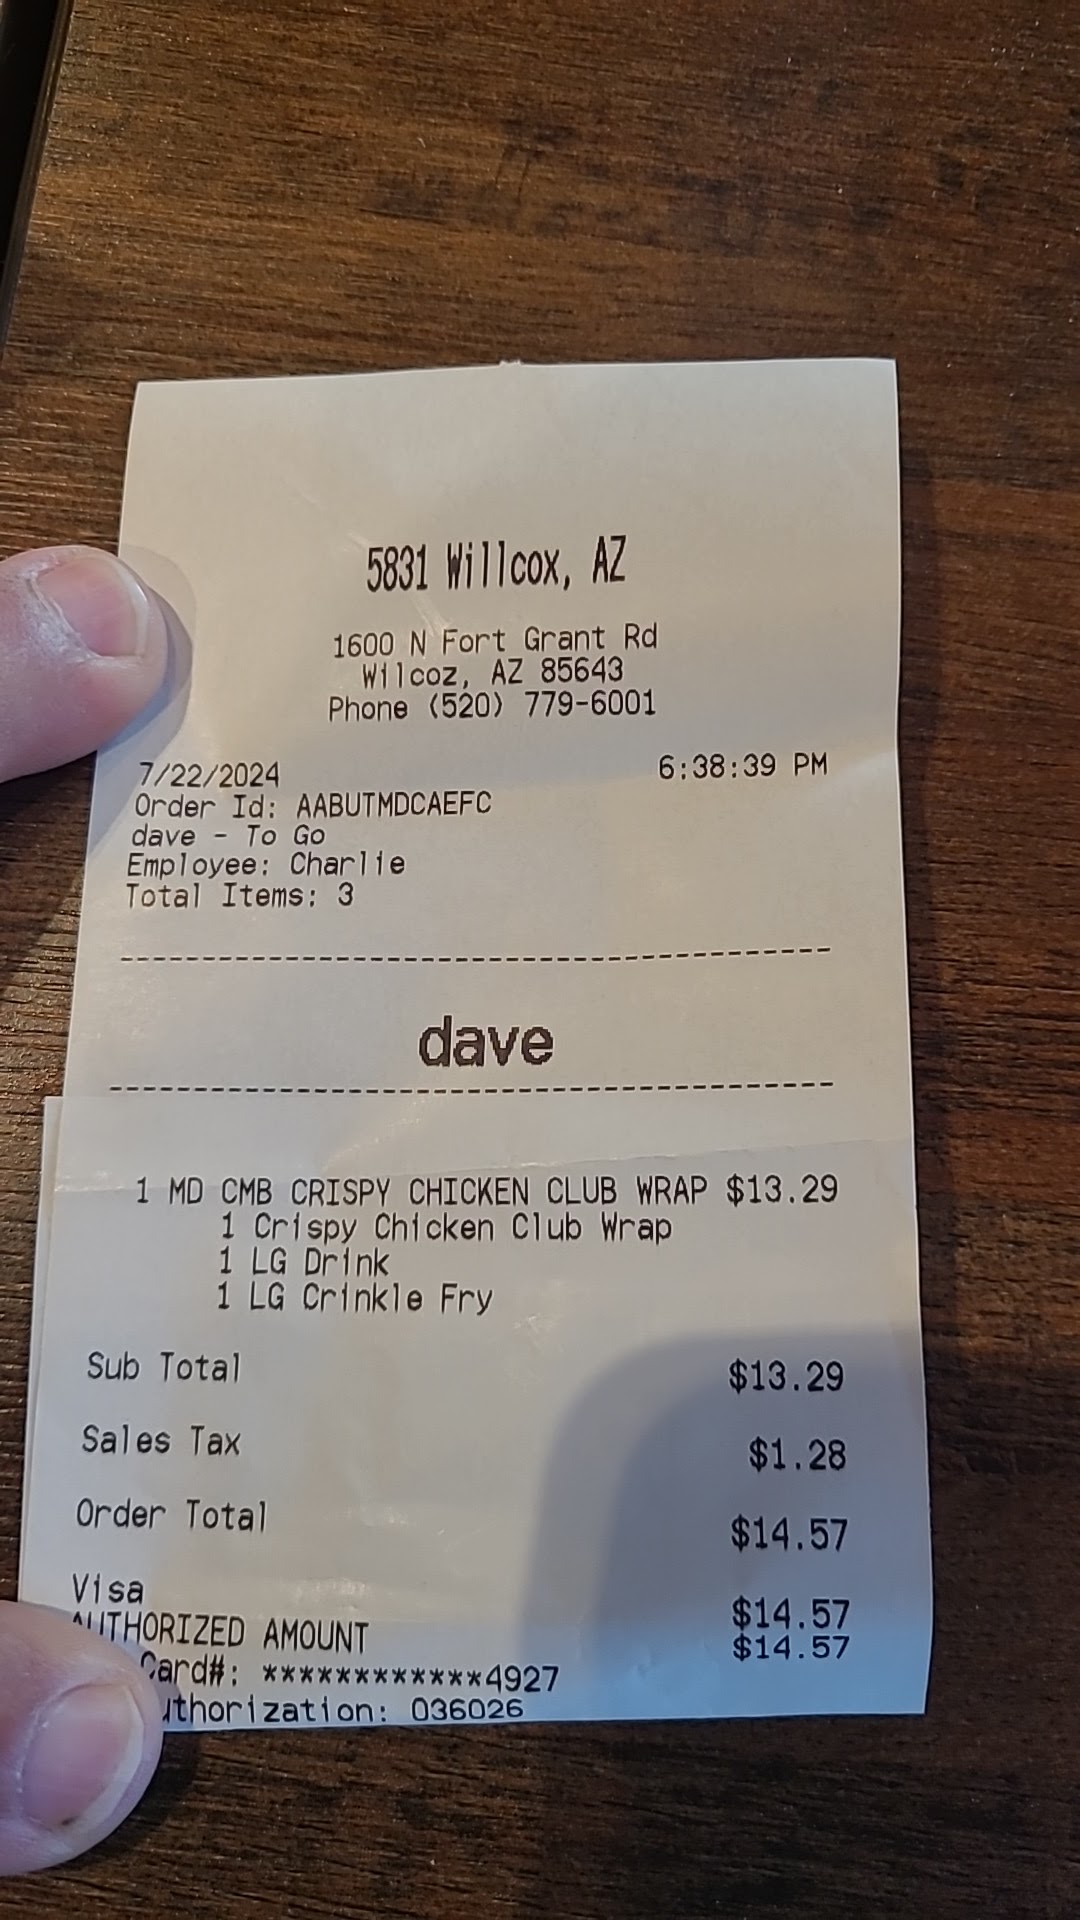 5831 Willcox, AZ
1600 N Fort Grant Rd
Wilcoz, AZ 85643
Phone (520) 779-6001
7/22/2024 6:38:39 PM
Order Id: AABUTMDCAEFC
dave - To Go
Employee: Charlie
Total Items: 3
dave
1 MD CMB CRISPY CHICKEN CLUB WRAP $13.29
1 Crispy Chicken Club Wrap
1 LG Drink
1 LG Crinkle Fry
Sub Total $13.29
Sales Tax $1.28
Order Total $14.57
Visa $14.57
AUTHORIZED AMOUNT $14.57
Card#: ************4927
uthorization: 036026